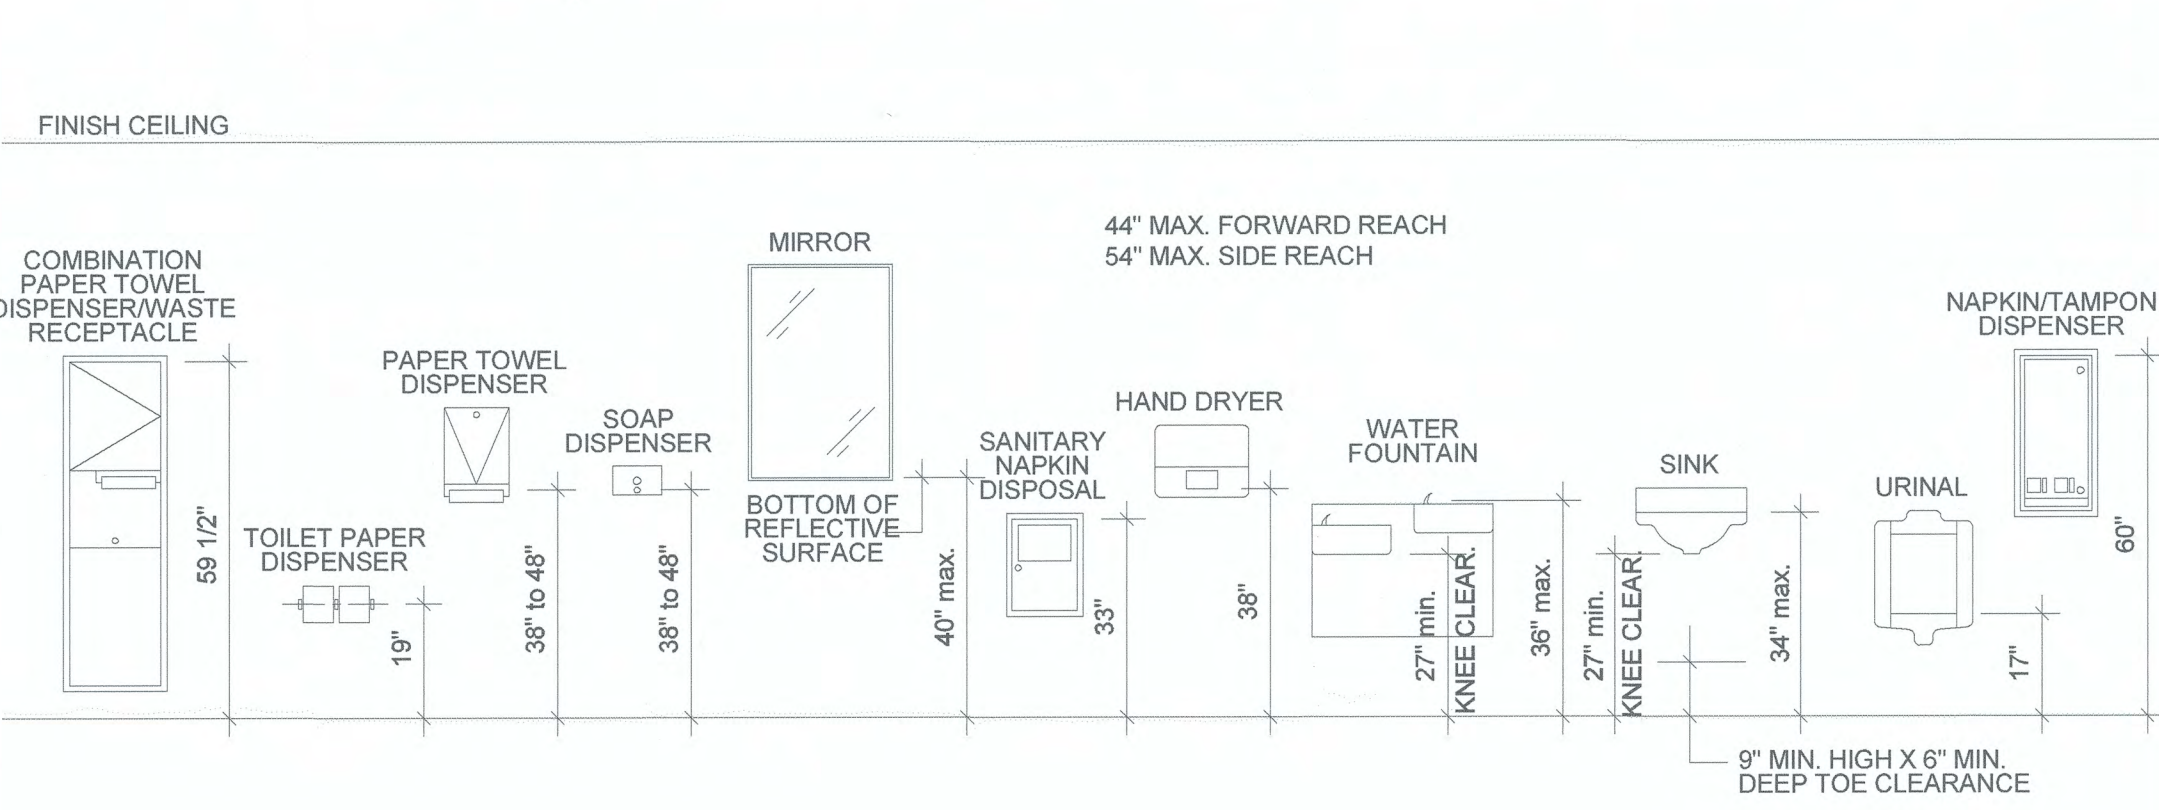 FINISH CEILING
44" MAX. FORWARD REACH
54" MAX. SIDE REACH
COMBINATION
PAPER TOWEL
DISPENSER/WASTE
RECEPTACLE
59 1/2"
TOILET PAPER
DISPENSER
19"
PAPER TOWEL
DISPENSER
38" to 48"
SOAP
DISPENSER
38" to 48"
MIRROR
BOTTOM OF
REFLECTIVE
SURFACE
40" max.
SANITARY
NAPKIN
DISPOSAL
33"
HAND DRYER
38"
WATER
FOUNTAIN
27" min.
KNEE CLEAR.
36" max.
SINK
27" min.
KNEE CLEAR.
34" max.
9" MIN. HIGH X 6" MIN.
DEEP TOE CLEARANCE
URINAL
17"
NAPKIN/TAMPON
DISPENSER
60"